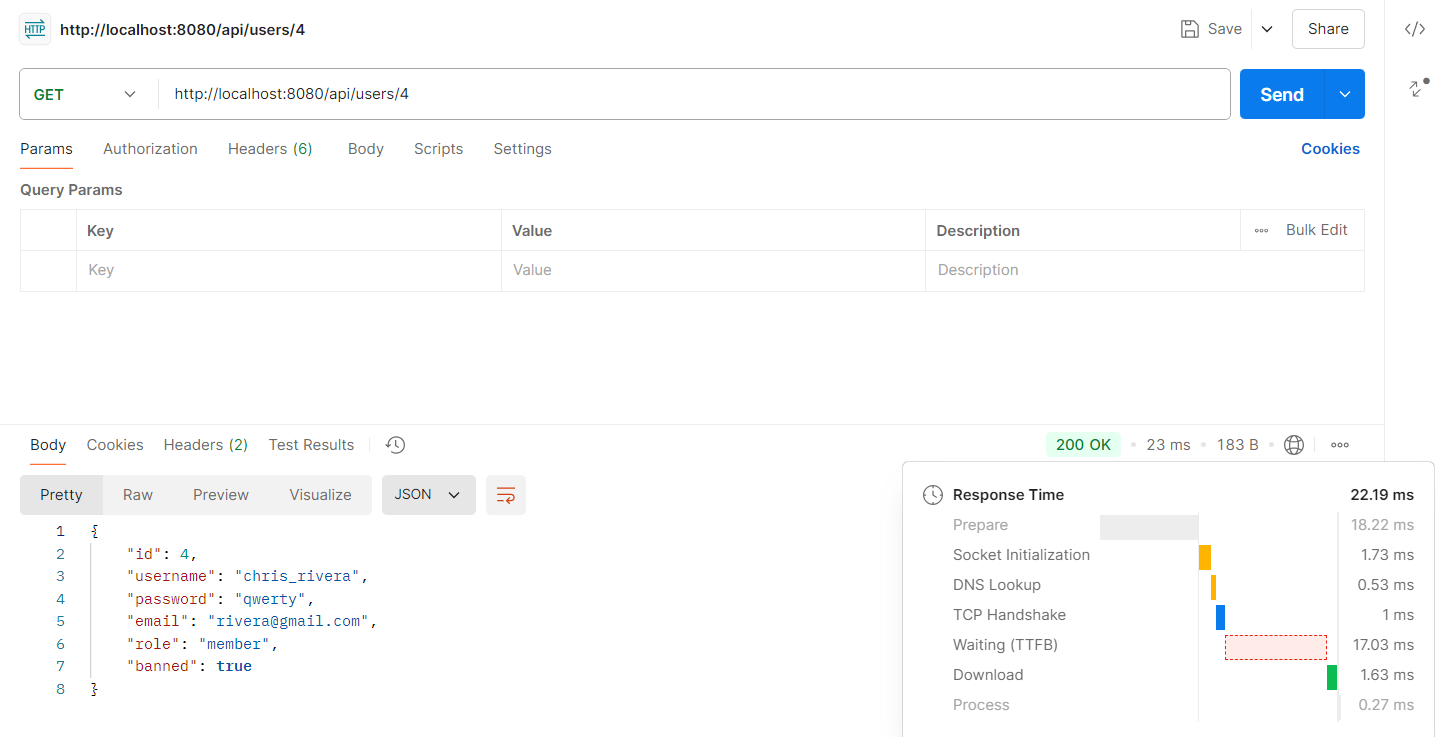 HTTP http://localhost:8080/api/users/4 Save Share
GET http://localhost:8080/api/users/4 Send
Params Authorization Headers (6) Body Scripts Settings Cookies
Query Params
Key Value Description Bulk Edit
Key Value Description
Body Cookies Headers (2) Test Results 200 OK 23 ms 183 B
Pretty Raw Preview Visualize JSON
1 {
2 "id": 4,
3 "username": "chris_rivera",
4 "password": "qwerty",
5 "email": "rivera@gmail.com",
6 "role": "member",
7 "banned": true
8 }
Response Time 22.19 ms
Prepare 18.22 ms
Socket Initialization 1.73 ms
DNS Lookup 0.53 ms
TCP Handshake 1 ms
Waiting (TTFB) 17.03 ms
Download 1.63 ms
Process 0.27 ms